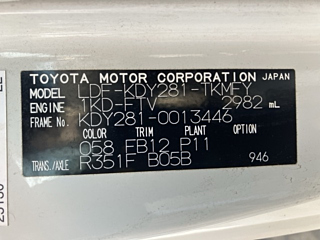 TOYOTA MOTOR CORPORATION JAPAN
MODEL LDF-KDY281-TKMFY
ENGINE 1KD-FTV 2982 mL
FRAME No. KDY281-0013446
COLOR TRIM PLANT OPTION
058 FB12 P11
TRANS./AXLE R351F B05B 946